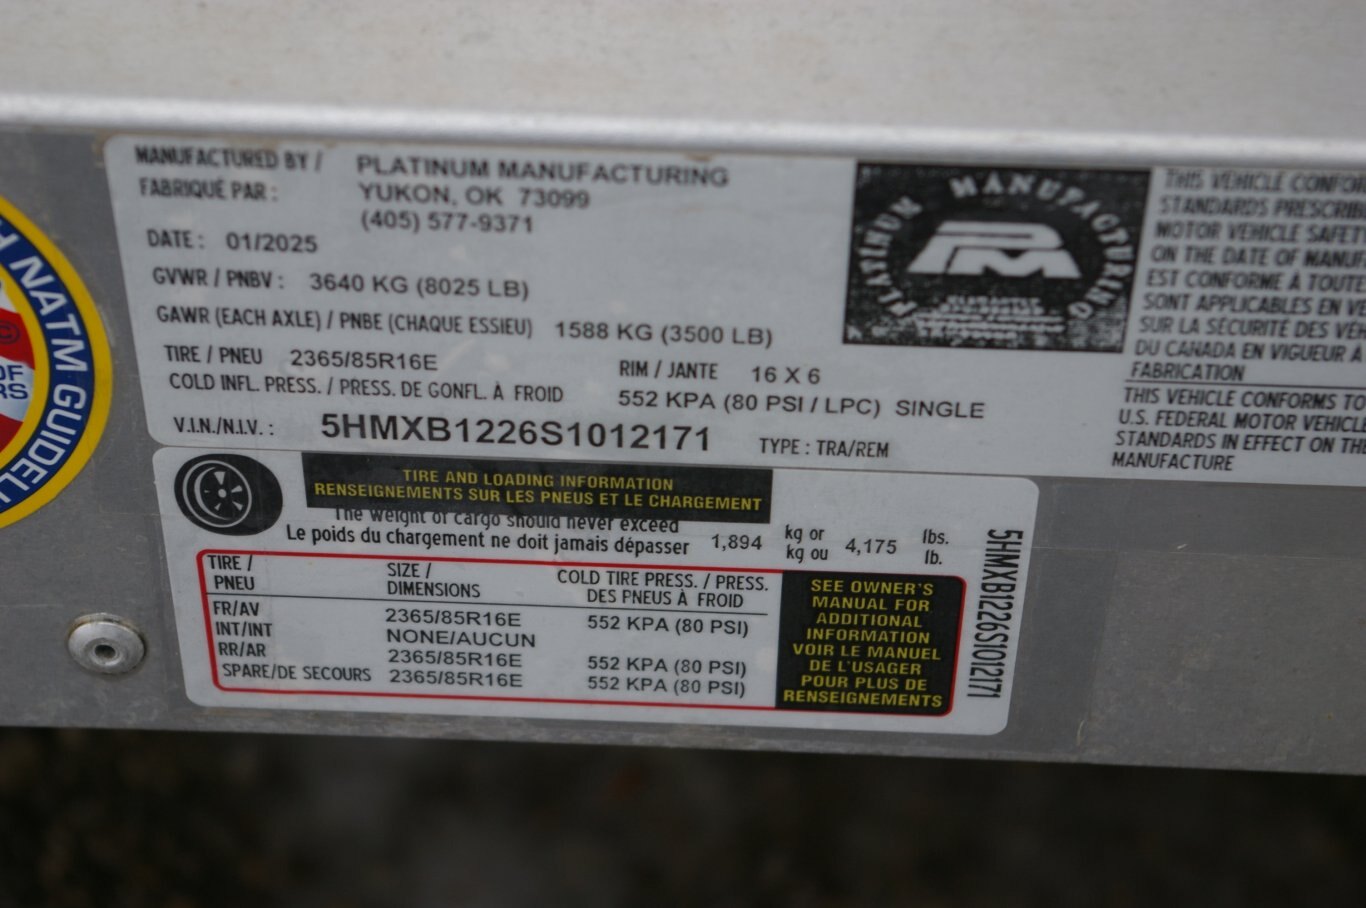 MANUFACTURED BY / PLATINUM MANUFACTURING
FABRIQUÉ PAR : YUKON, OK 73099
(405) 577-9371
DATE : 01/2025
GVWR / PNBV : 3640 KG (8025 LB)
GAWR (EACH AXLE) / PNBE (CHAQUE ESSIEU) 1588 KG (3500 LB)
TIRE / PNEU 2365/85R16E RIM / JANTE 16 X 6
COLD INFL. PRESS. / PRESS. DE GONFL. À FROID 552 KPA (80 PSI / LPC) SINGLE
V.I.N./N.I.V. : 5HMXB1226S1012171 TYPE : TRA/REM
PLATINUM MANUFACTURING
PM
THIS VEHICLE CONFOR
STANDARDS PRESCRIB
MOTOR VEHICLE SAFET
ON THE DATE OF MANUF
EST CONFORME À TOUTE
SONT APPLICABLES EN VE
SUR LA SÉCURITÉ DES VÉH
DU CANADA EN VIGUEUR À
FABRICATION
THIS VEHICLE CONFORMS TO
U.S. FEDERAL MOTOR VEHICLE
STANDARDS IN EFFECT ON THE
MANUFACTURE
H NATM GUIDELI
©
OF
RS
TIRE AND LOADING INFORMATION
RENSEIGNEMENTS SUR LES PNEUS ET LE CHARGEMENT
The weight of cargo should never exceed
Le poids du chargement ne doit jamais dépasser 1,894 kg or 4,175 lbs.
kg ou lb.
TIRE / SIZE / COLD TIRE PRESS. / PRESS.
PNEU DIMENSIONS DES PNEUS À FROID
FR/AV 2365/85R16E 552 KPA (80 PSI)
INT/INT NONE/AUCUN
RR/AR 2365/85R16E 552 KPA (80 PSI)
SPARE/DE SECOURS 2365/85R16E 552 KPA (80 PSI)
SEE OWNER'S
MANUAL FOR
ADDITIONAL
INFORMATION
VOIR LE MANUEL
DE L'USAGER
POUR PLUS DE
RENSEIGNEMENTS
5HMXB1226S1012171